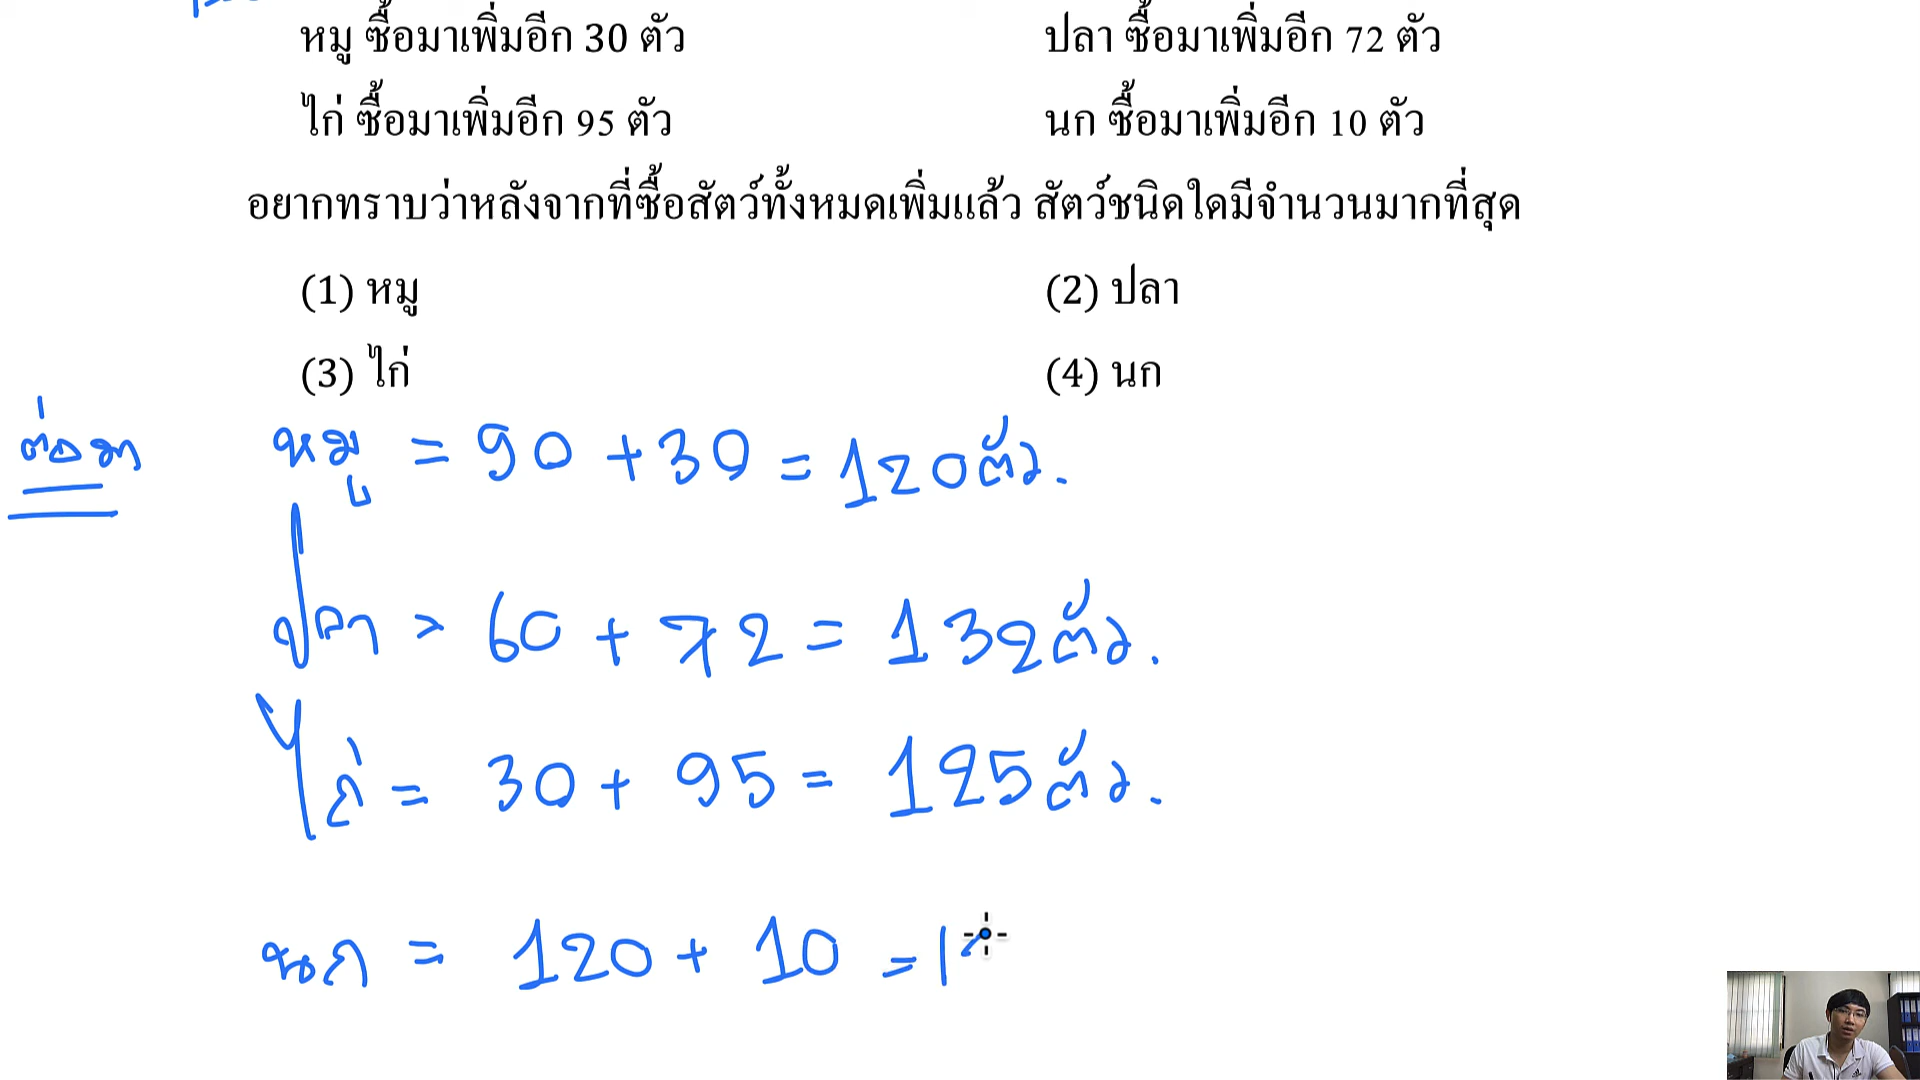 หมู ซื้อมาเพิ่มอีก 30 ตัว ปลา ซื้อมาเพิ่มอีก 72 ตัว
ไก่ ซื้อมาเพิ่มอีก 95 ตัว นก ซื้อมาเพิ่มอีก 10 ตัว
อยากทราบว่าหลังจากที่ซื้อสัตว์ทั้งหมดเพิ่มแล้ว สัตว์ชนิดใดมีจำนวนมากที่สุด
(1) หมู (2) ปลา
(3) ไก่ (4) นก
ต่อมา หมู = 90 + 30 = 120 ตัว.
ปลา = 60 + 72 = 132 ตัว.
ไก่ = 30 + 95 = 125 ตัว.
นก = 120 + 10 = 1